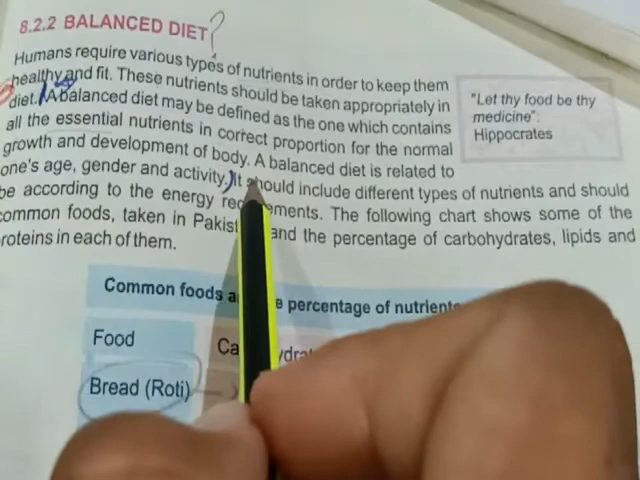 8.2.2 BALANCED DIET?
Humans require various types of nutrients in order to keep them
healthy and fit. These nutrients should be taken appropriately in
diet. A balanced diet may be defined as the one which contains
all the essential nutrients in correct proportion for the normal
growth and development of body. A balanced diet is related to
one's age, gender and activity. It should include different types of nutrients and should
be according to the energy re ements. The following chart shows some of the
common foods, taken in Pakist and the percentage of carbohydrates, lipids and
roteins in each of them.
"Let thy food be thy
medicine":
Hippocrates
Common foods a e percentage of nutrients
Food Ca ydra
Bread (Roti)